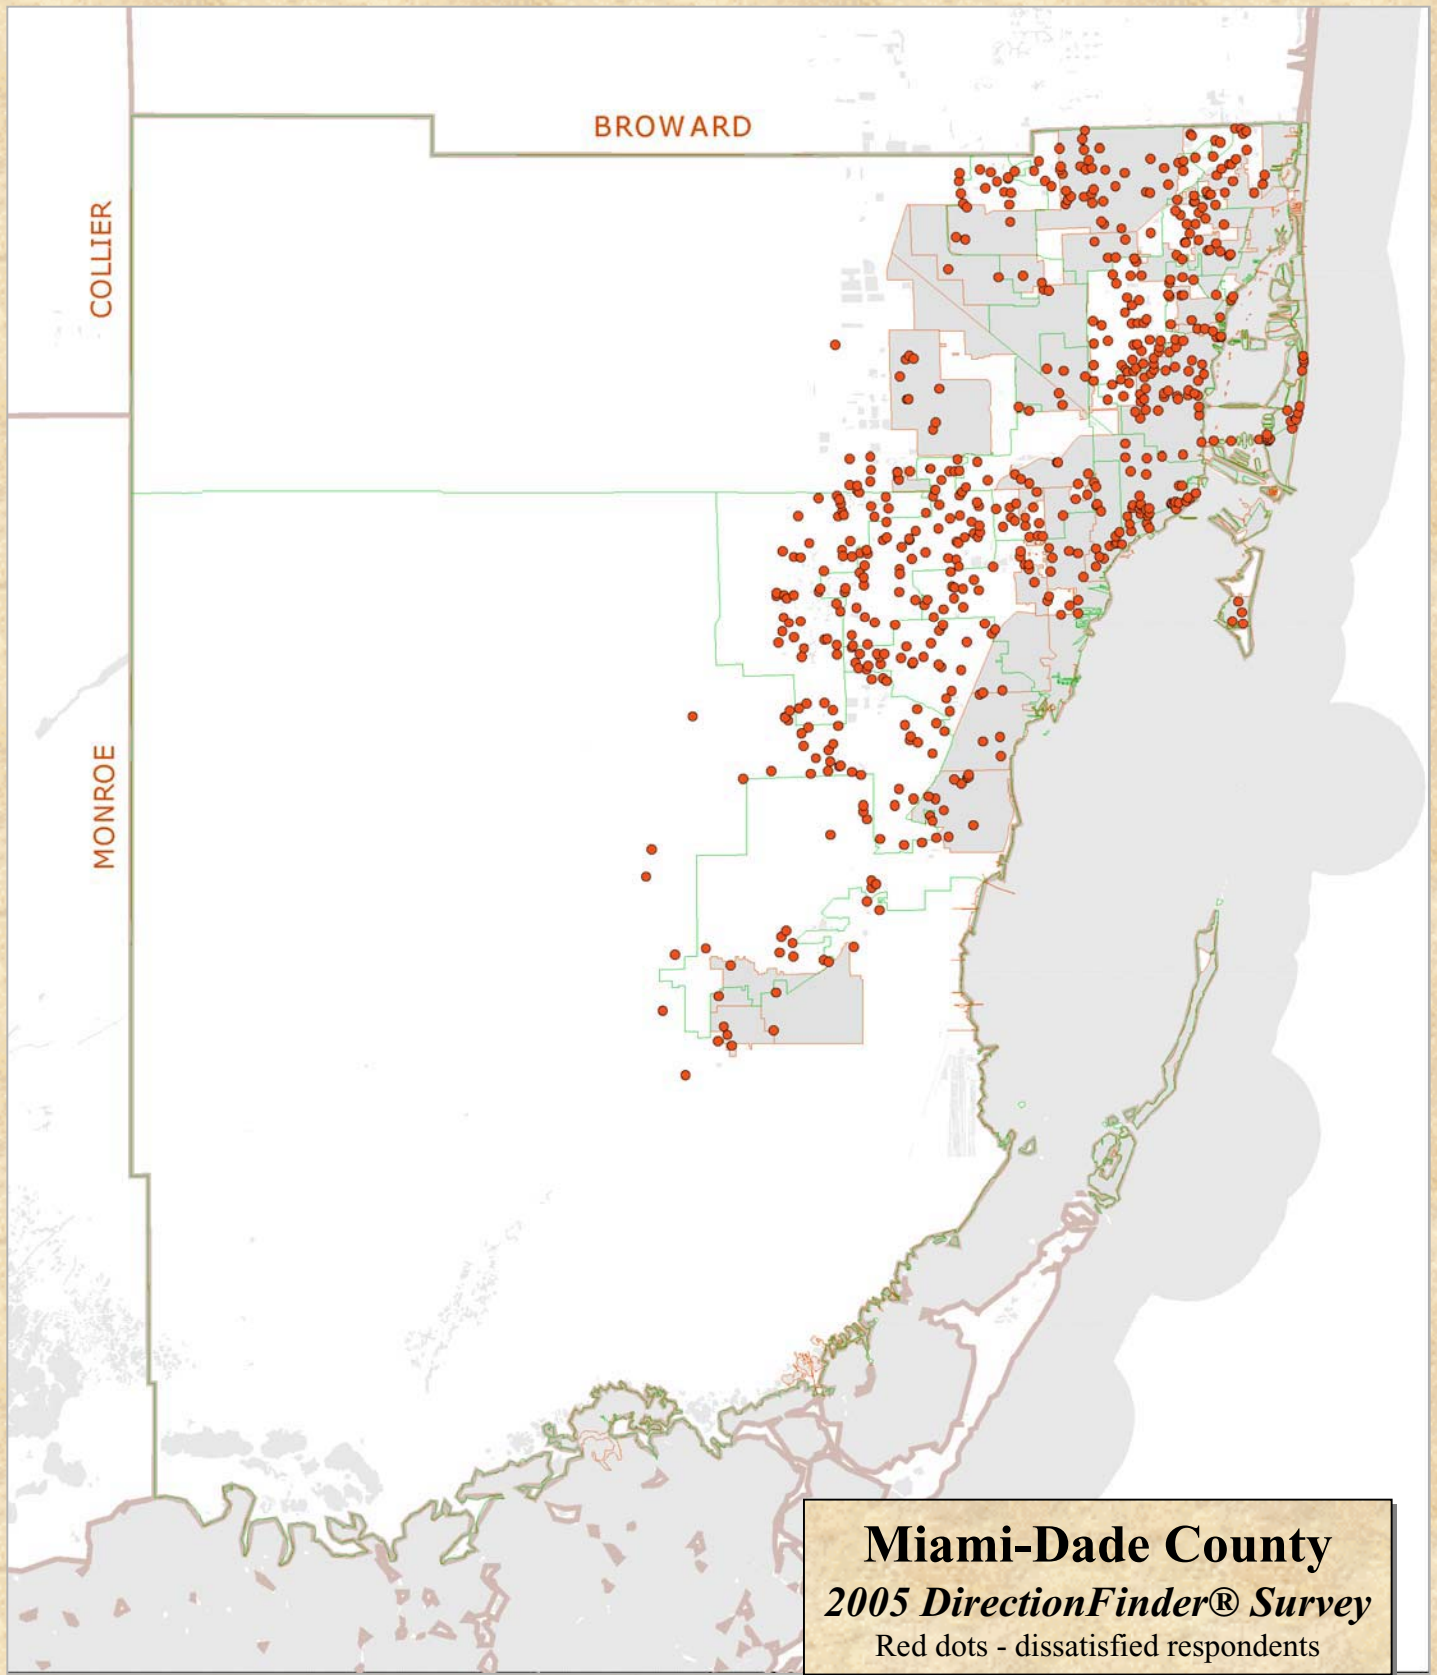 BROWARD
COLLIER
MONROE
Miami-Dade County
2005 DirectionFinder® Survey
Red dots - dissatisfied respondents